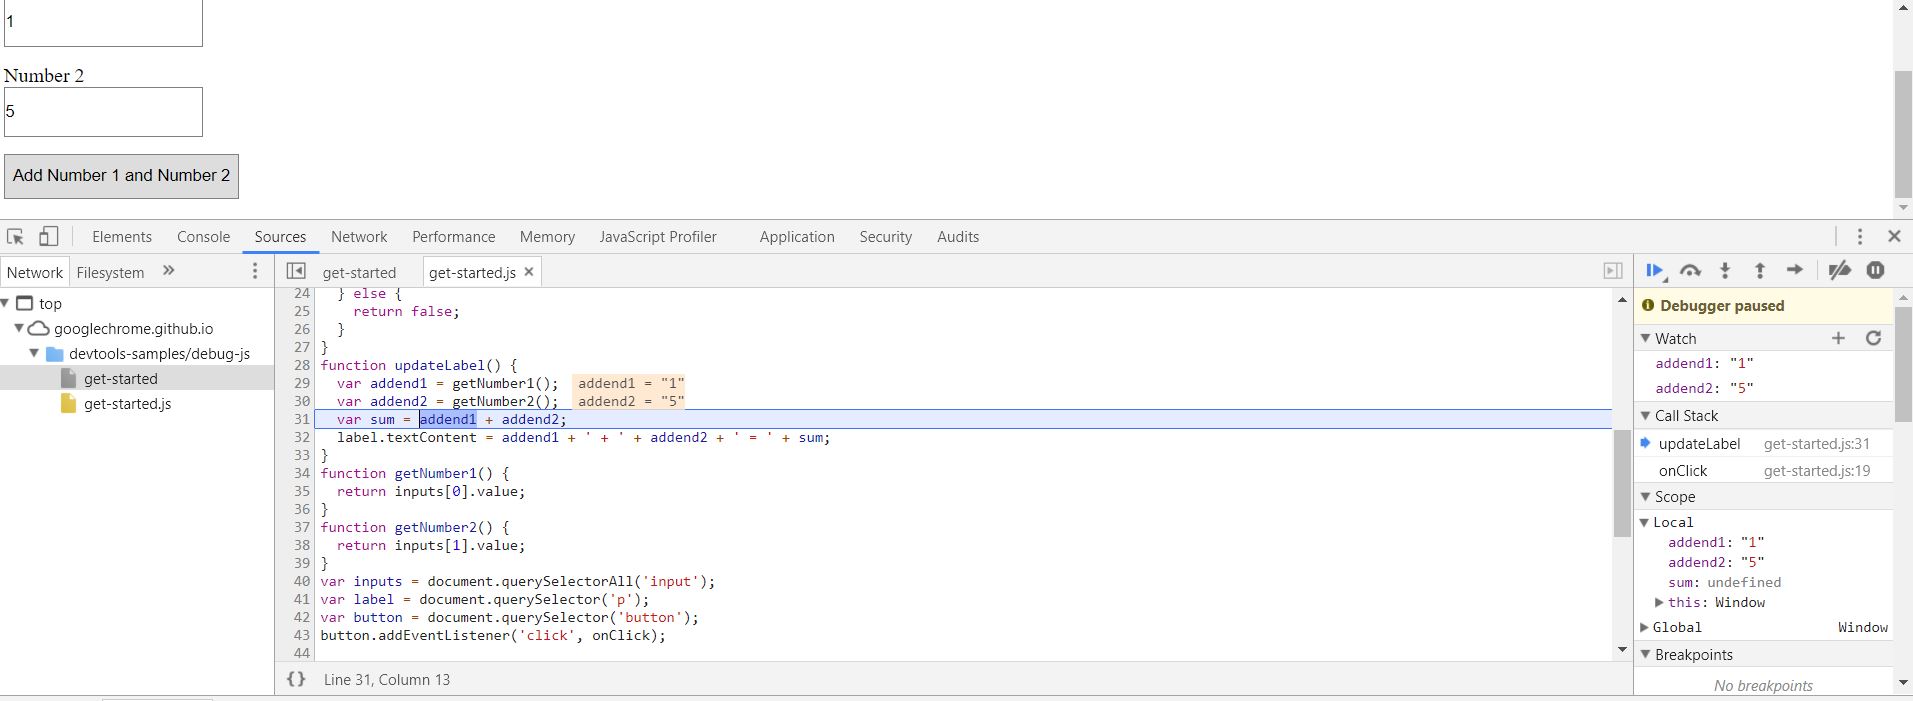 1
Number 2
5
Add Number 1 and Number 2
Elements Console Sources Network Performance Memory JavaScript Profiler Application Security Audits
Network Filesystem »
top
googlechrome.github.io
devtools-samples/debug-js
get-started
get-started.js
get-started get-started.js ×
24   } else {
25     return false;
26   }
27 }
28 function updateLabel() {
29   var addend1 = getNumber1();  addend1 = "1"
30   var addend2 = getNumber2();  addend2 = "5"
31   var sum = addend1 + addend2;
32   label.textContent = addend1 + ' + ' + addend2 + ' = ' + sum;
33 }
34 function getNumber1() {
35   return inputs[0].value;
36 }
37 function getNumber2() {
38   return inputs[1].value;
39 }
40 var inputs = document.querySelectorAll('input');
41 var label = document.querySelector('p');
42 var button = document.querySelector('button');
43 button.addEventListener('click', onClick);
44
{} Line 31, Column 13
Debugger paused
Watch
addend1: "1"
addend2: "5"
Call Stack
updateLabel get-started.js:31
onClick get-started.js:19
Scope
Local
addend1: "1"
addend2: "5"
sum: undefined
this: Window
Global Window
Breakpoints
No breakpoints